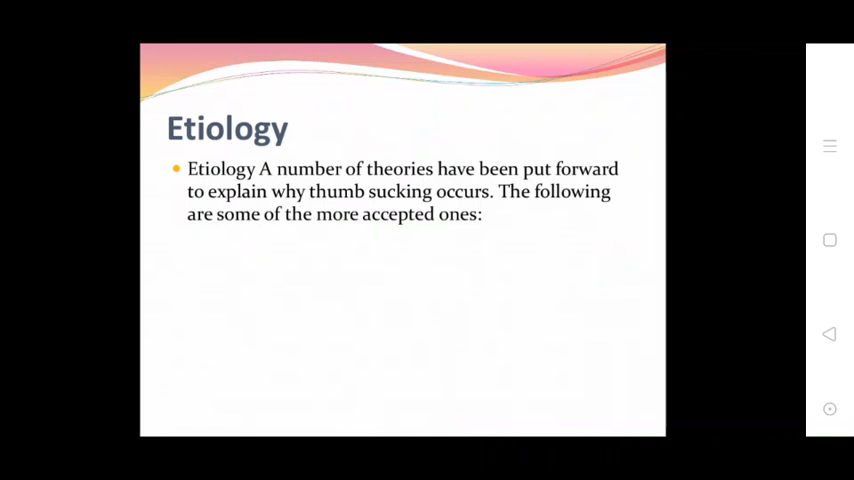 Etiology
Etiology A number of theories have been put forward
to explain why thumb sucking occurs. The following
are some of the more accepted ones: